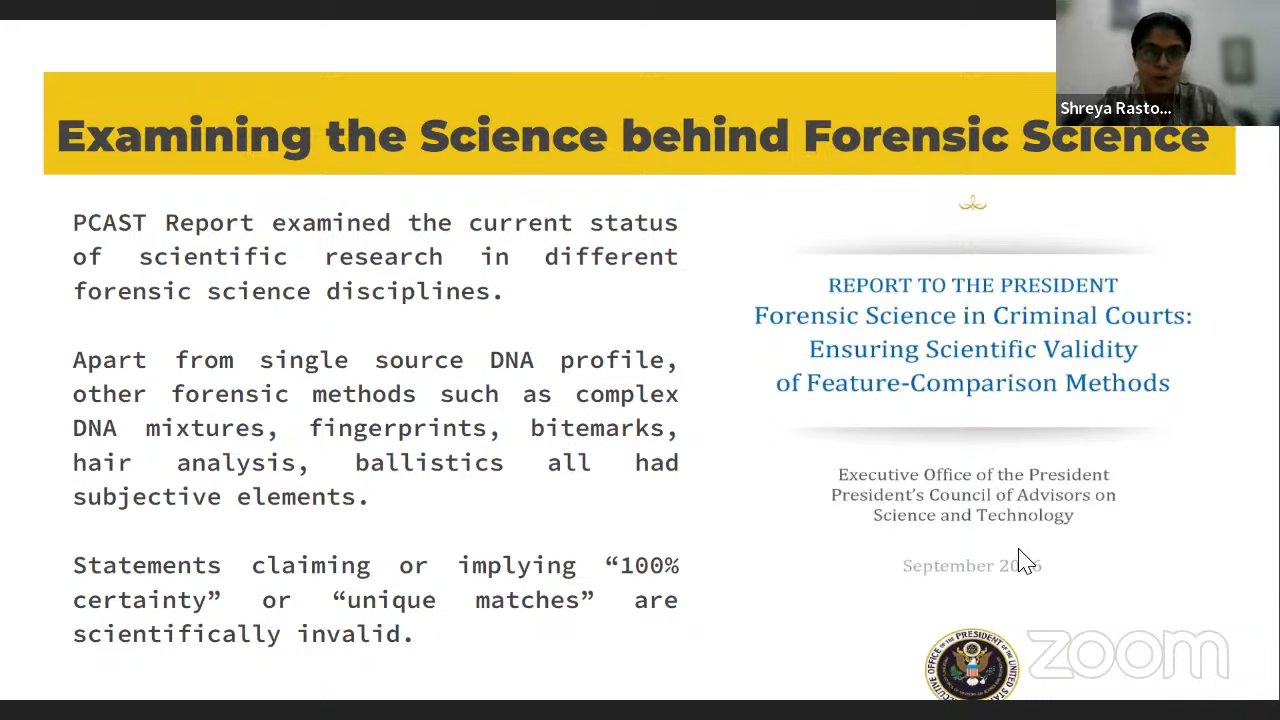 Shreya Rasto...
Examining the Science behind Forensic Science
PCAST Report examined the current status
of scientific research in different
forensic science disciplines.
Apart from single source DNA profile,
other forensic methods such as complex
DNA mixtures, fingerprints, bitemarks,
hair analysis, ballistics all had
subjective elements.
Statements claiming or implying “100%
certainty” or “unique matches” are
scientifically invalid.
REPORT TO THE PRESIDENT
Forensic Science in Criminal Courts:
Ensuring Scientific Validity
of Feature-Comparison Methods
Executive Office of the President
President’s Council of Advisors on
Science and Technology
September
zoom